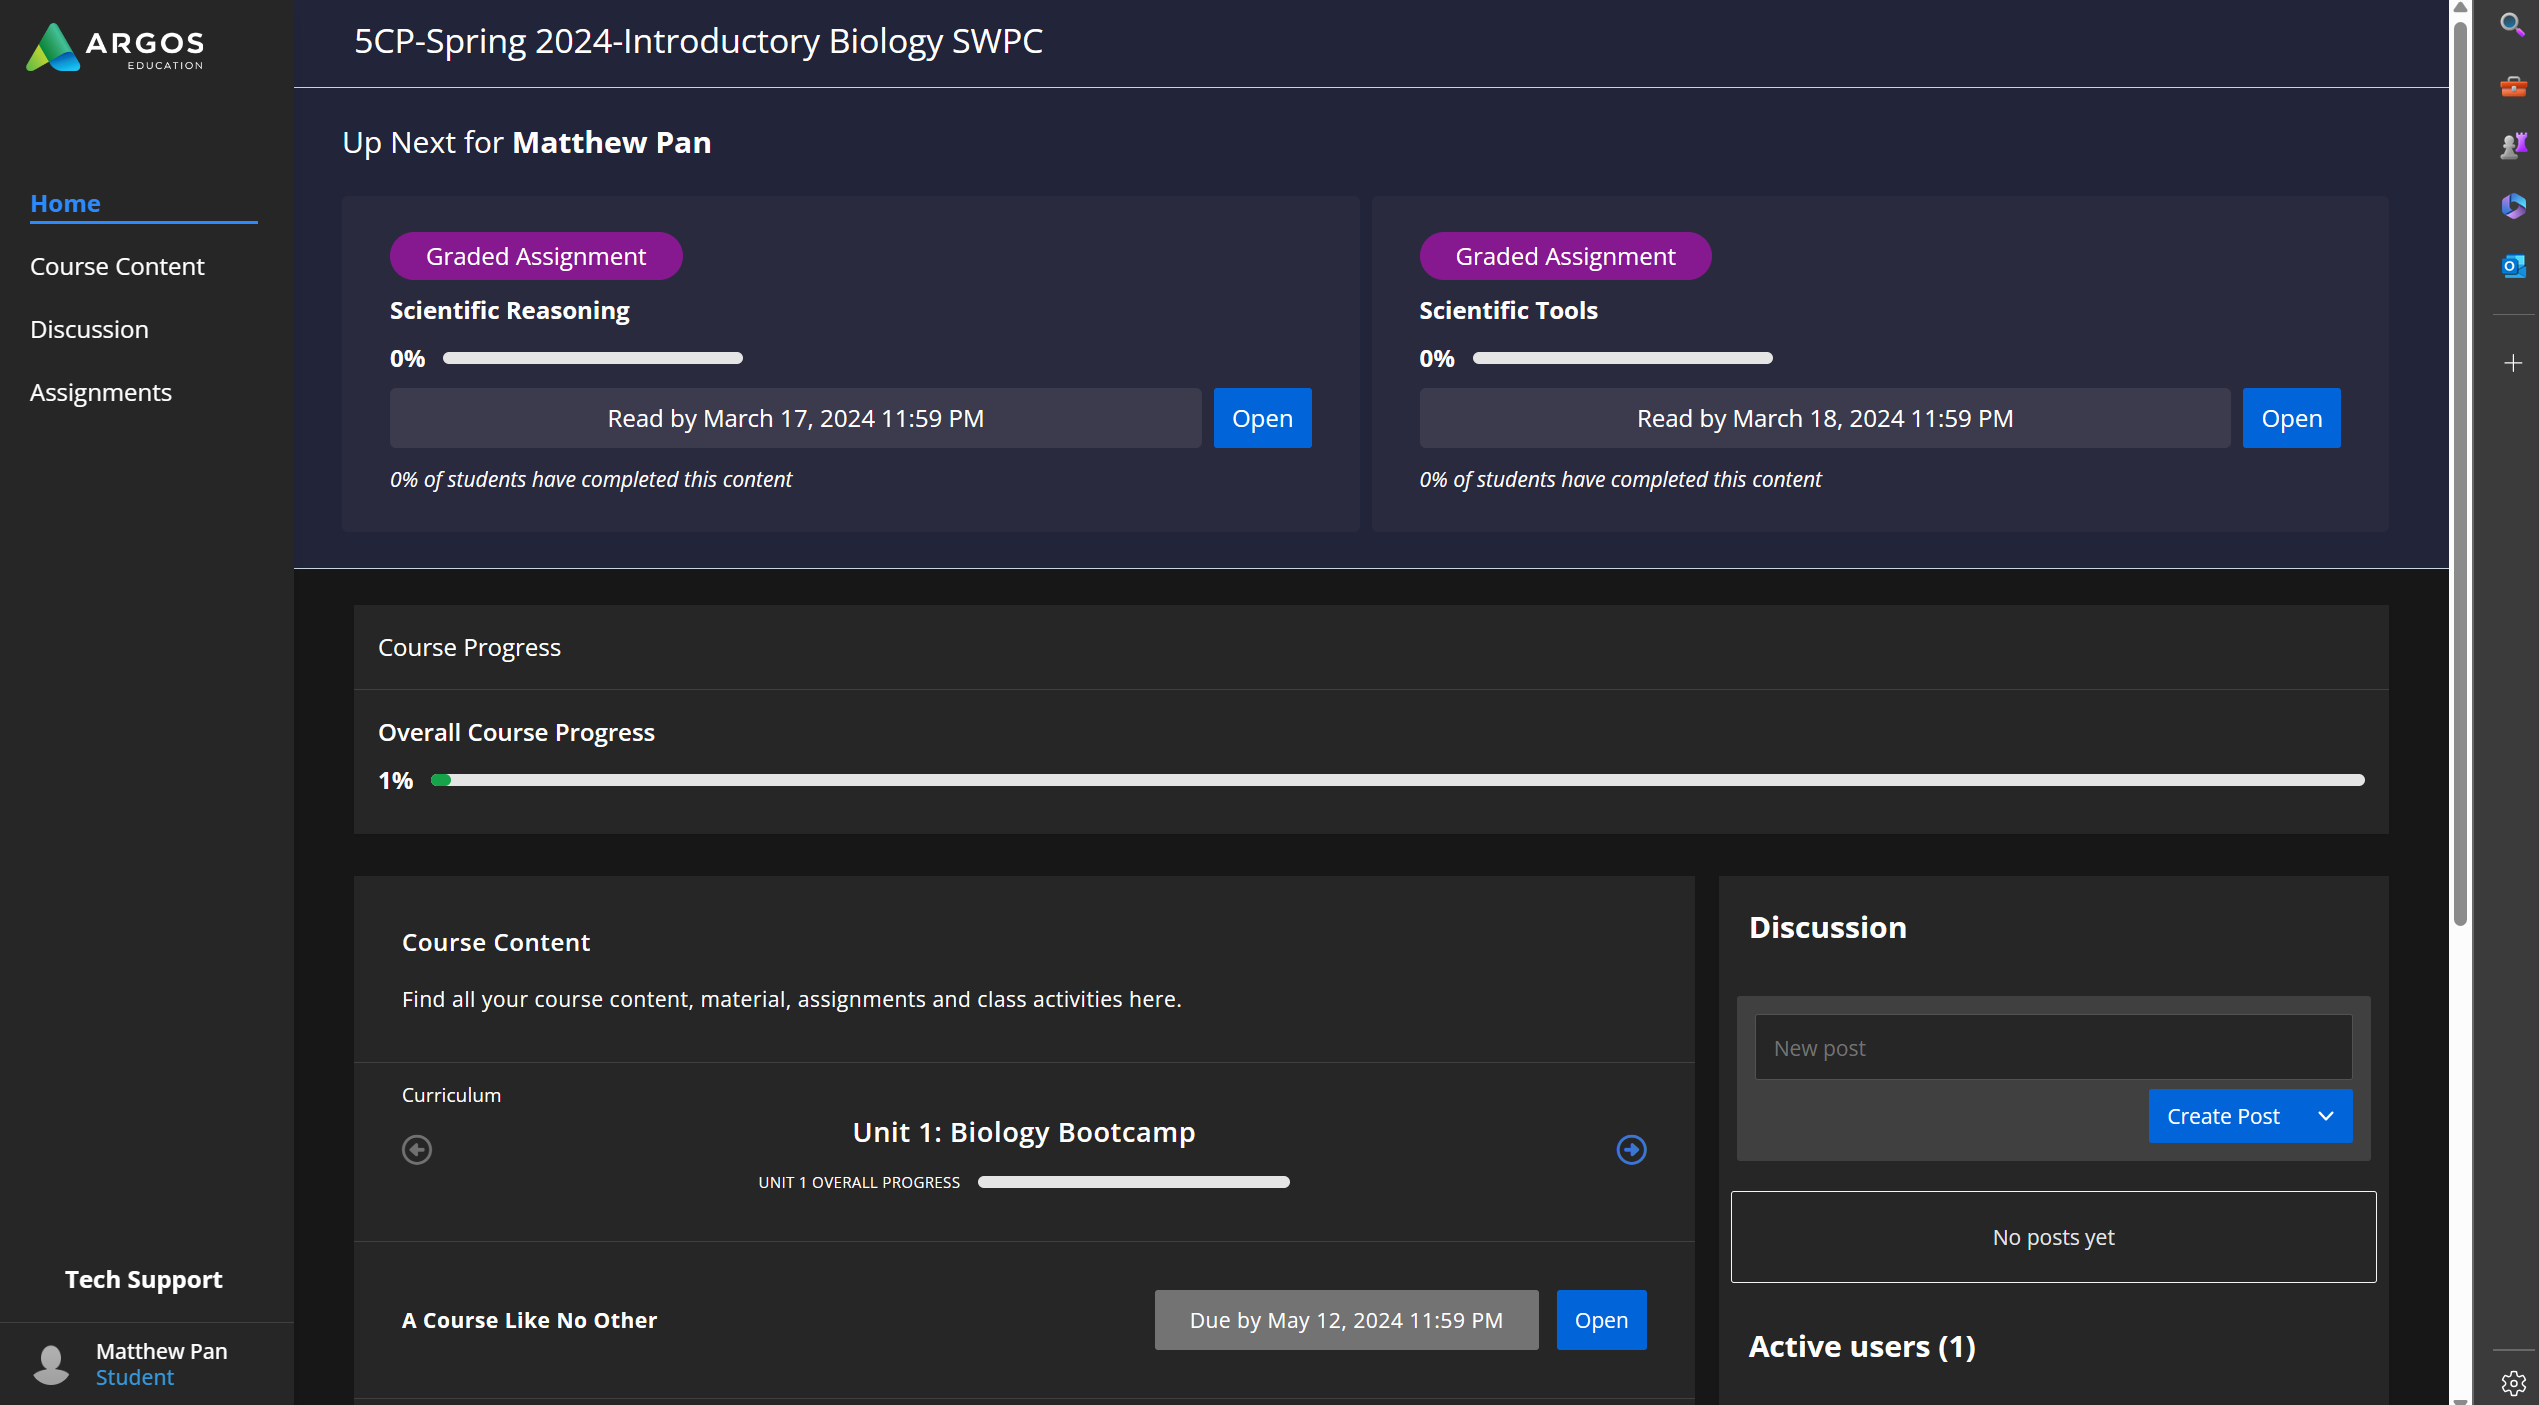 ARGOS
EDUCATION
Home
Course Content
Discussion
Assignments
Tech Support
Matthew Pan
Student
5CP-Spring 2024-Introductory Biology SWPC
Up Next for Matthew Pan
Graded Assignment
Scientific Reasoning
0%
Read by March 17, 2024 11:59 PM
Open
0% of students have completed this content
Graded Assignment
Scientific Tools
0%
Read by March 18, 2024 11:59 PM
Open
0% of students have completed this content
Course Progress
Overall Course Progress
1%
Course Content
Find all your course content, material, assignments and class activities here.
Curriculum
Unit 1: Biology Bootcamp
UNIT 1 OVERALL PROGRESS
A Course Like No Other
Due by May 12, 2024 11:59 PM
Open
Discussion
New post
Create Post
No posts yet
Active users (1)